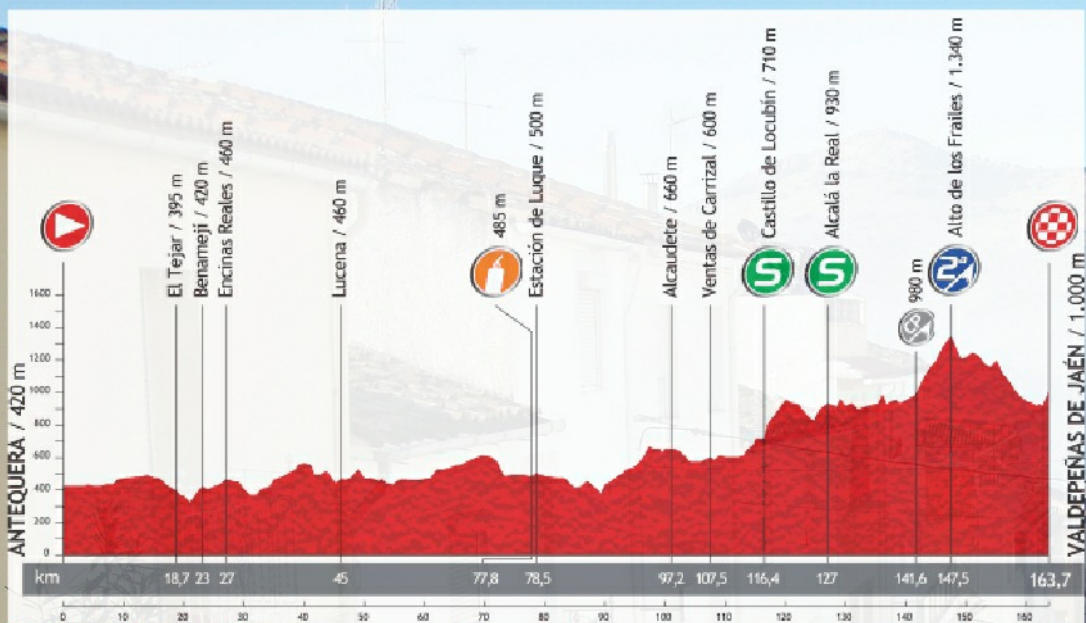 ANTEQUERA / 420 m
El Tejar / 395 m
Benamejí / 420 m
Encinas Reales / 460 m
Lucena / 460 m
485 m
Estación de Luque / 500 m
Alcaudete / 660 m
Ventas de Carrizal / 600 m
Castillo de Locubín / 710 m
S
Alcalá la Real / 930 m
S
980 m
Alto de los Frailes / 1.340 m
2ª
VALDEPEÑAS DE JAÉN / 1.000 m
1600
1400
1200
1000
800
600
400
200
0
km 18,7 23 27 45 77,8 78,5 97,2 107,5 116,4 127 141,6 147,5 163,7
0 10 20 30 40 50 60 70 80 90 100 110 120 130 140 150 160